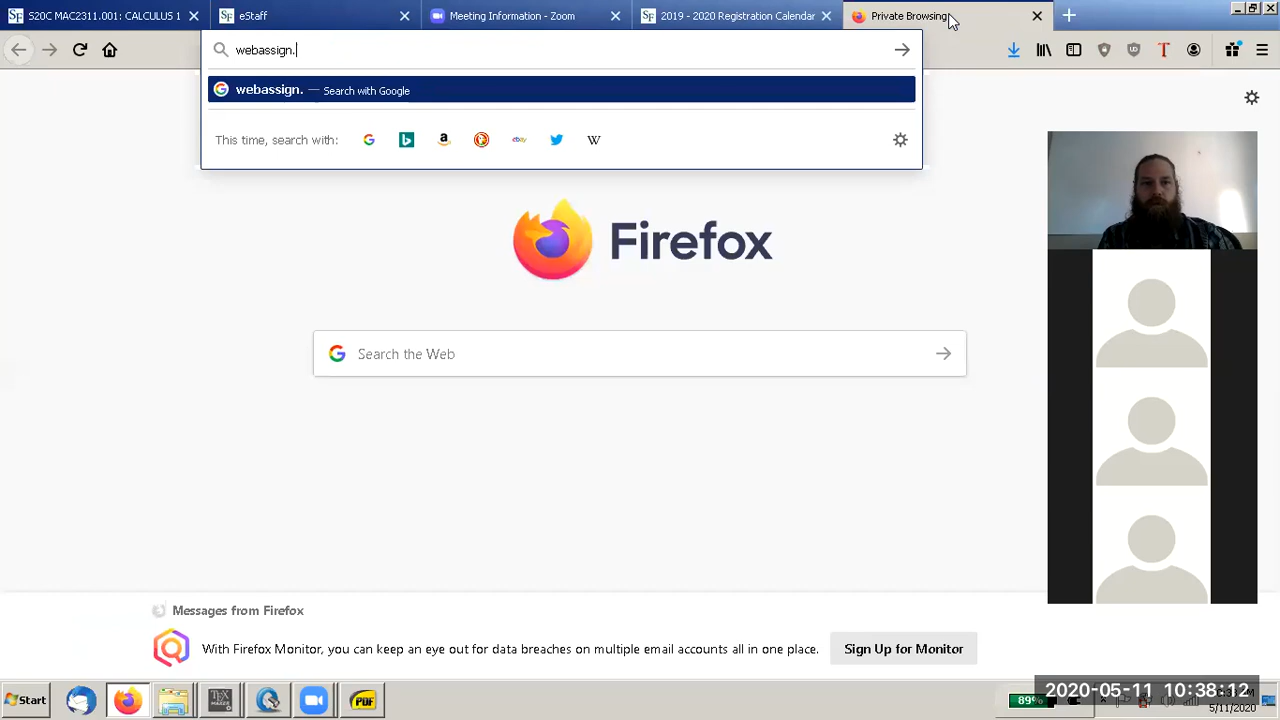 S20C MAC2311.001: CALCULUS 1
eStaff
Meeting Information - Zoom
2019 - 2020 Registration Calendar
Private Browsing
webassign.
webassign. — Search with Google
This time, search with:
Firefox
Search the Web
Messages from Firefox
With Firefox Monitor, you can keep an eye out for data breaches on multiple email accounts all in one place.
Sign Up for Monitor
Start
PDF
89%
2020-05-11 10:38:12
5/11/2020